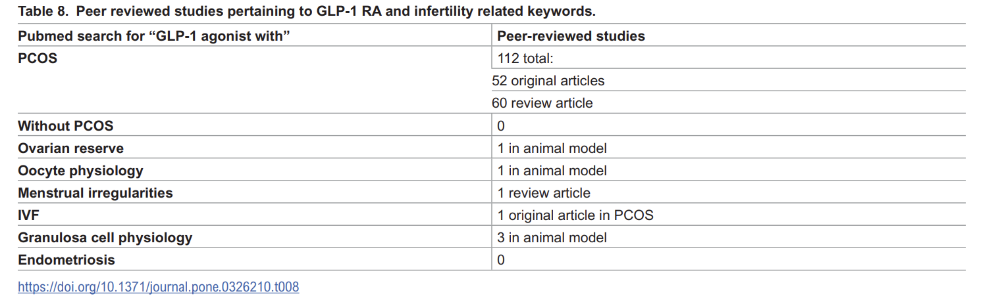 Table 8. Peer reviewed studies pertaining to GLP-1 RA and infertility related keywords.
Pubmed search for “GLP-1 agonist with” Peer-reviewed studies
PCOS 112 total:
52 original articles
60 review article
Without PCOS 0
Ovarian reserve 1 in animal model
Oocyte physiology 1 in animal model
Menstrual irregularities 1 review article
IVF 1 original article in PCOS
Granulosa cell physiology 3 in animal model
Endometriosis 0
https://doi.org/10.1371/journal.pone.0326210.t008